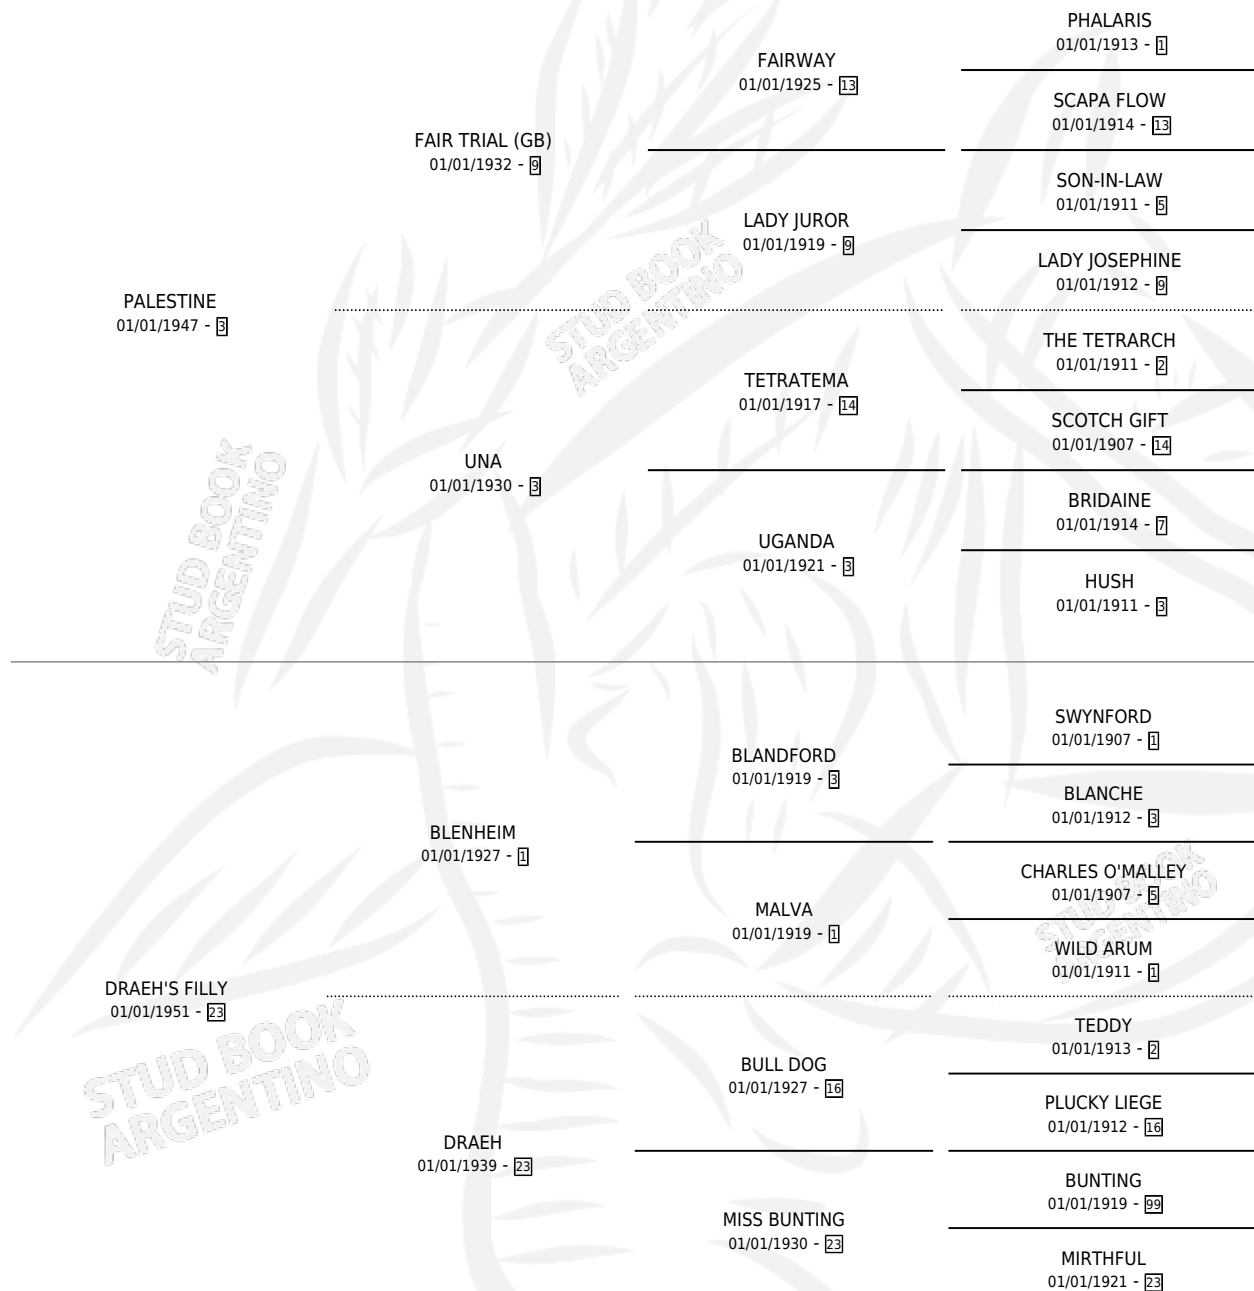 PHALARIS
01/01/1913 - 1
FAIRWAY
01/01/1925 - 13
SCAPA FLOW
01/01/1914 - 13
FAIR TRIAL (GB)
01/01/1932 - 9
SON-IN-LAW
01/01/1911 - 5
LADY JUROR
01/01/1919 - 9
LADY JOSEPHINE
01/01/1912 - 9
PALESTINE
01/01/1947 - 3
THE TETRARCH
01/01/1911 - 2
TETRATEMA
01/01/1917 - 14
SCOTCH GIFT
01/01/1907 - 14
UNA
01/01/1930 - 3
BRIDAINE
01/01/1914 - 7
UGANDA
01/01/1921 - 3
HUSH
01/01/1911 - 3
STUD BOOK
ARGENTINO
STUD BOOK
ARGENTINO
SWYNFORD
01/01/1907 - 1
BLANDFORD
01/01/1919 - 3
BLANCHE
01/01/1912 - 3
BLENHEIM
01/01/1927 - 1
CHARLES O'MALLEY
01/01/1907 - 5
MALVA
01/01/1919 - 1
WILD ARUM
01/01/1911 - 1
STUD BOOK
ARGENTINO
DRAEH'S FILLY
01/01/1951 - 23
TEDDY
01/01/1913 - 2
BULL DOG
01/01/1927 - 16
PLUCKY LIEGE
01/01/1912 - 16
DRAEH
01/01/1939 - 23
BUNTING
01/01/1919 - 99
MISS BUNTING
01/01/1930 - 23
MIRTHFUL
01/01/1921 - 23
STUD BOOK
ARGENTINO